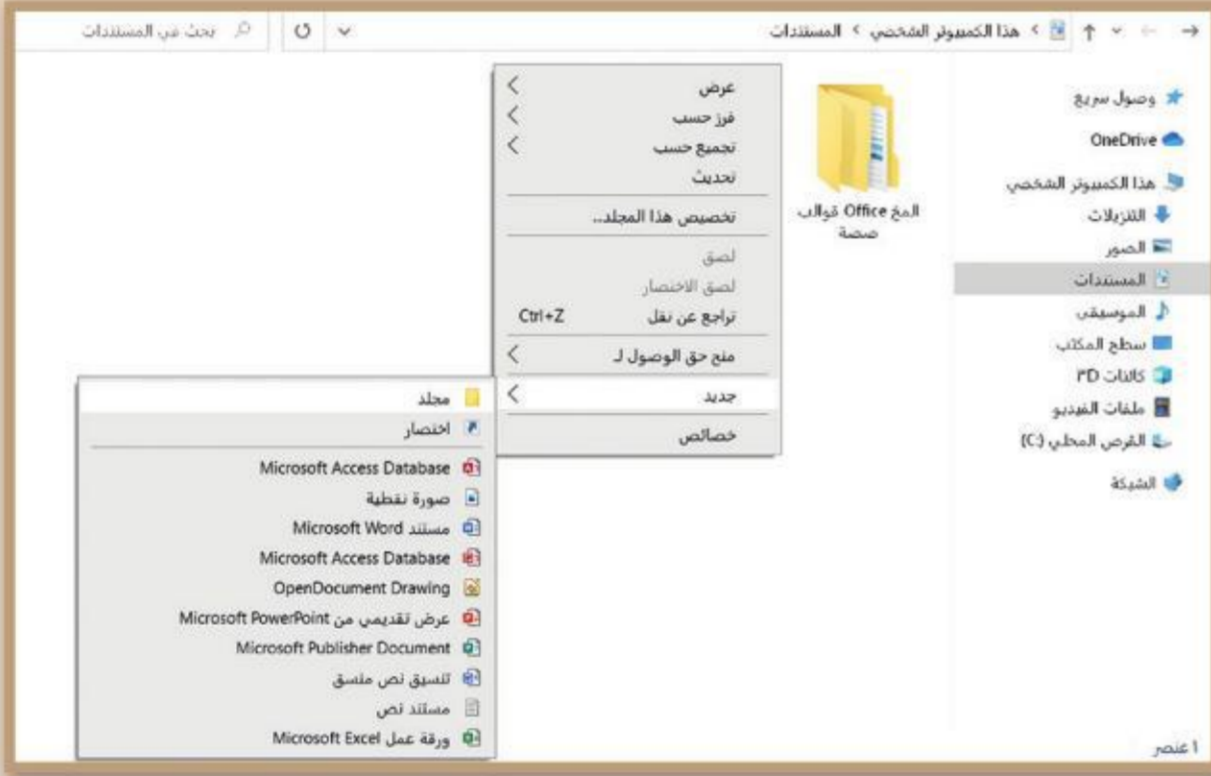 هذا الكمبيوتر الشخصي > المستندات
بحث في المستندات
وصول سريع
OneDrive
هذا الكمبيوتر الشخصي
التنزيلات
الصور
المستندات
الموسيقى
سطح المكتب
كائنات ٣D
ملفات الفيديو
القرص المحلي (C:)
الشبكة
١ عنصر
المخ Office قوالب
صصة
عرض
فرز حسب
تجميع حسب
تحديث
تخصيص هذا المجلد..
لصق
لصق الاختصار
تراجع عن نقل Ctrl+Z
منح حق الوصول لـ
جديد
خصائص
مجلد
اختصار
Microsoft Access Database
صورة نقطية
مستند Microsoft Word
Microsoft Access Database
OpenDocument Drawing
عرض تقديمي من Microsoft PowerPoint
Microsoft Publisher Document
تنسيق نص منسق
مستند نص
ورقة عمل Microsoft Excel